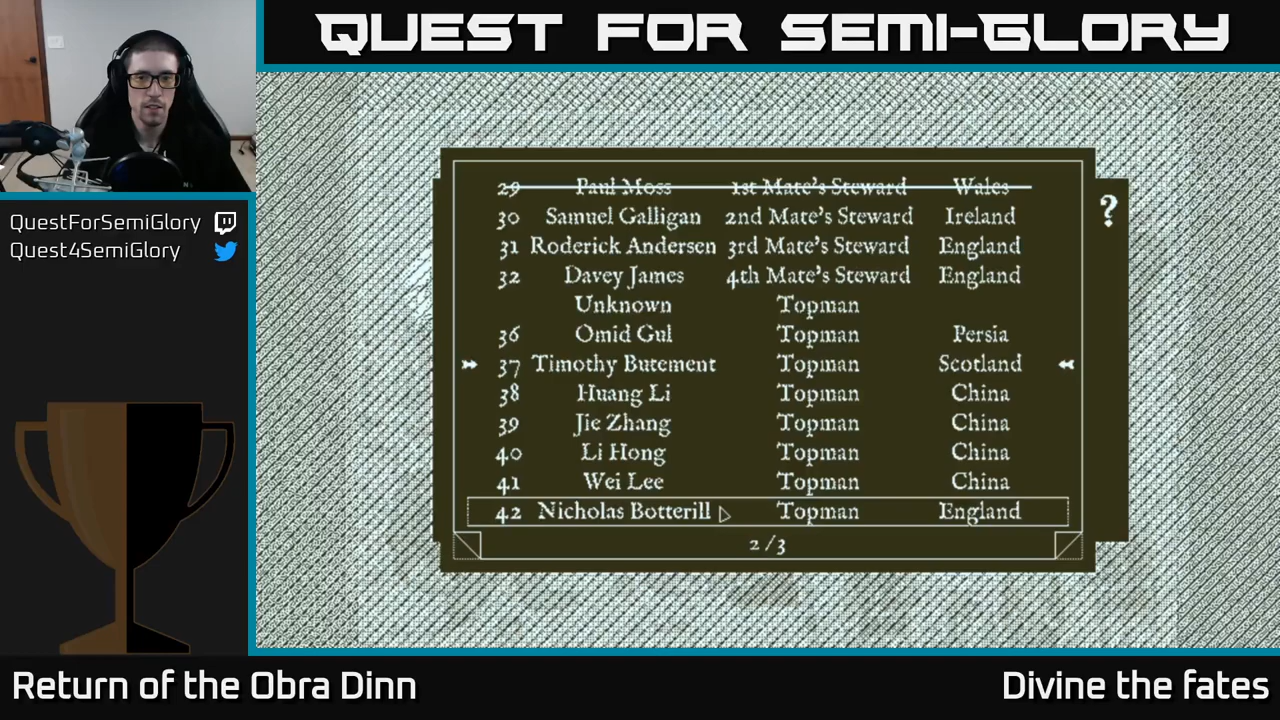 QUEST FOR SEMI-GLORY
QuestForSemiGlory
Quest4SemiGlory
29 Paul Moss 1st Mate's Steward Wales
30 Samuel Galligan 2nd Mate's Steward Ireland
31 Roderick Andersen 3rd Mate's Steward England
32 Davey James 4th Mate's Steward England
Unknown Topman
36 Omid Gul Topman Persia
37 Timothy Butement Topman Scotland
38 Huang Li Topman China
39 Jie Zhang Topman China
40 Li Hong Topman China
41 Wei Lee Topman China
42 Nicholas Botterill Topman England
2/3
?
Return of the Obra Dinn
Divine the fates